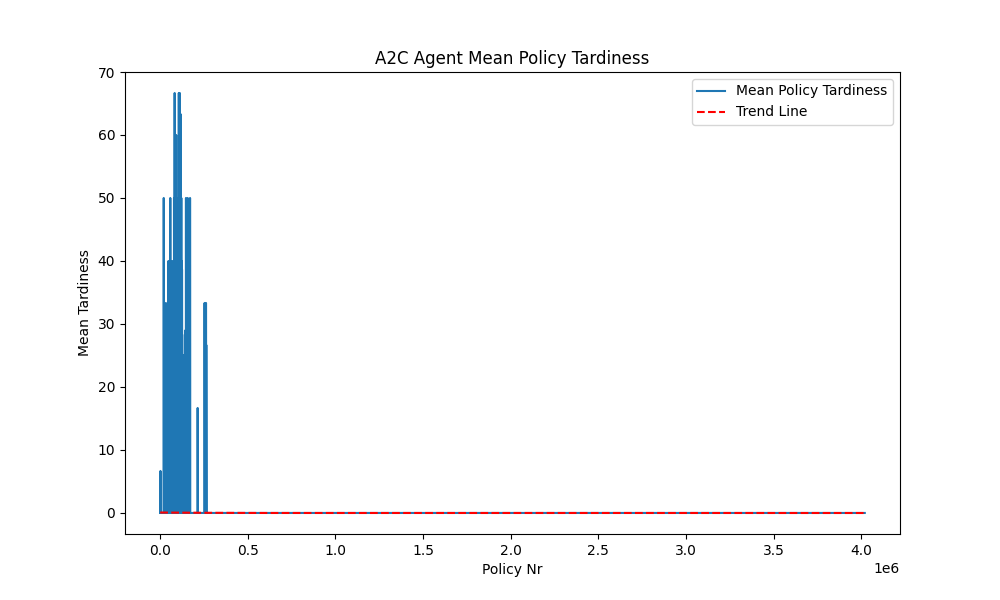 A2C Agent Mean Policy Tardiness
Mean Policy Tardiness
Trend Line
Mean Tardiness
70
60
50
40
30
20
10
0
0.0 0.5 1.0 1.5 2.0 2.5 3.0 3.5 4.0
1e6
Policy Nr